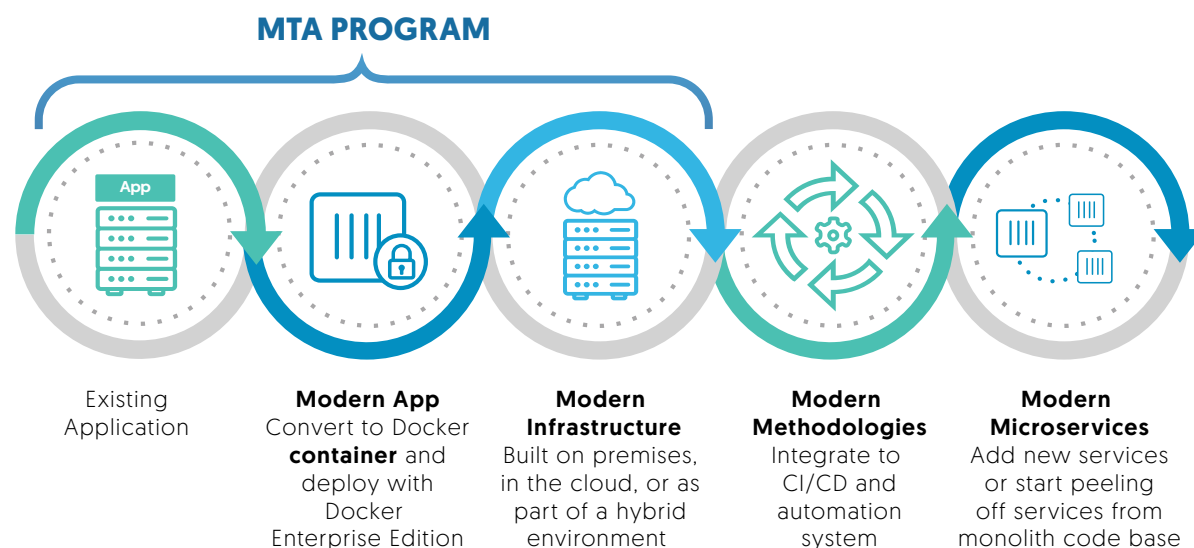 MTA PROGRAM
App
Existing
Application
Modern App
Convert to Docker
container and
deploy with
Docker
Enterprise Edition
Modern
Infrastructure
Built on premises,
in the cloud, or as
part of a hybrid
environment
Modern
Methodologies
Integrate to
CI/CD and
automation
system
Modern
Microservices
Add new services
or start peeling
off services from
monolith code base